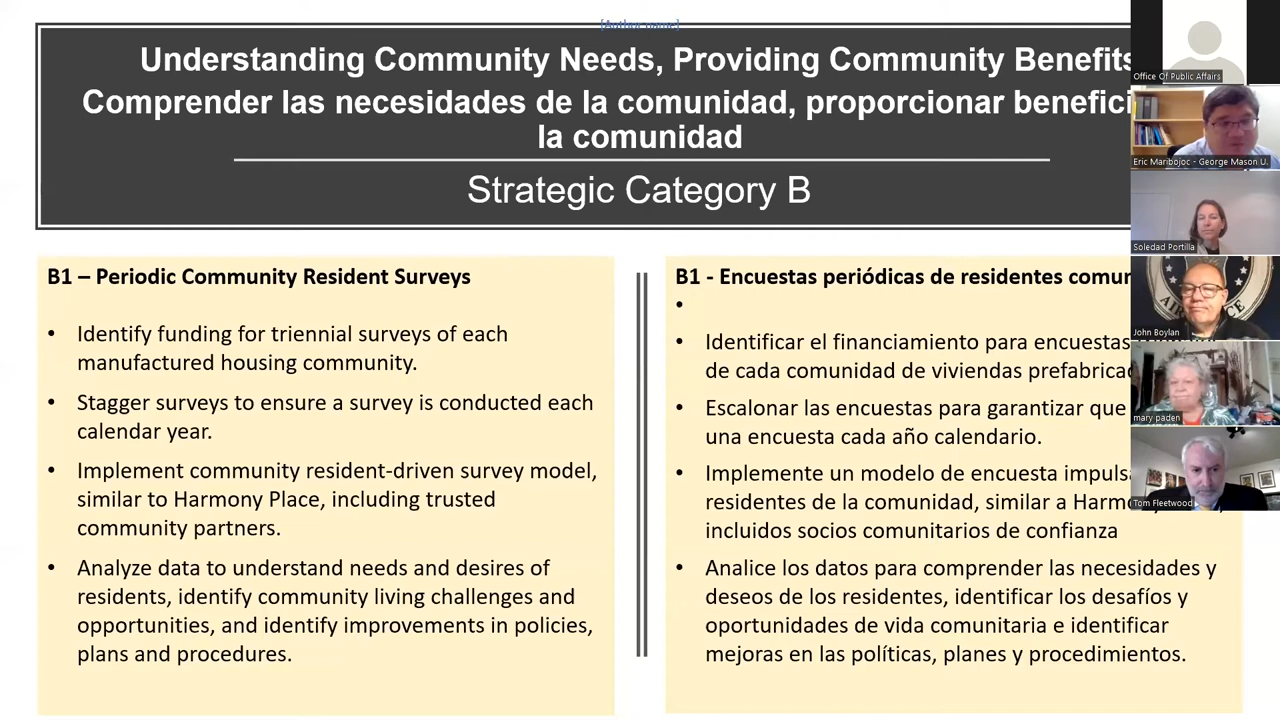 [Author name]
Understanding Community Needs, Providing Community Benefits
Comprender las necesidades de la comunidad, proporcionar benefici
la comunidad
Strategic Category B
B1 – Periodic Community Resident Surveys
• Identify funding for triennial surveys of each
manufactured housing community.
• Stagger surveys to ensure a survey is conducted each
calendar year.
• Implement community resident-driven survey model,
similar to Harmony Place, including trusted
community partners.
• Analyze data to understand needs and desires of
residents, identify community living challenges and
opportunities, and identify improvements in policies,
plans and procedures.
B1 - Encuestas periódicas de residentes comun
•
• Identificar el financiamiento para encuestas
de cada comunidad de viviendas prefabricad
• Escalonar las encuestas para garantizar que
una encuesta cada año calendario.
• Implemente un modelo de encuesta impulsa
residentes de la comunidad, similar a Harmo
incluidos socios comunitarios de confianza
• Analice los datos para comprender las necesidades y
deseos de los residentes, identificar los desafíos y
oportunidades de vida comunitaria e identificar
mejoras en las políticas, planes y procedimientos.
Office Of Public Affairs
Eric Maribojoc - George Mason U.
Soledad Portilla
John Boylan
mary paden
Tom Fleetwood